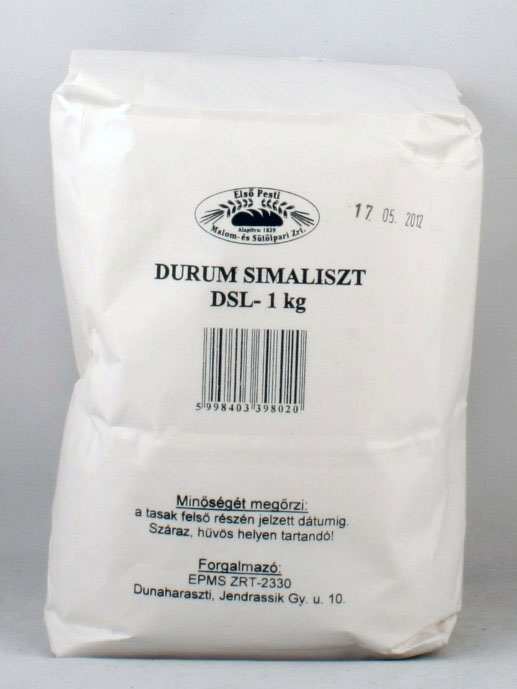 Első Pesti
Alapítva: 1839
Malom- és Sütőipari Zrt.
17 05. 2012
DURUM SIMALISZT
DSL- 1 kg
5 998403 398020
Minőségét megőrzi:
a tasak felső részén jelzett dátumig.
Száraz, hűvös helyen tartandó!
Forgalmazó:
EPMS ZRT-2330
Dunaharaszti, Jendrassik Gy. u. 10.